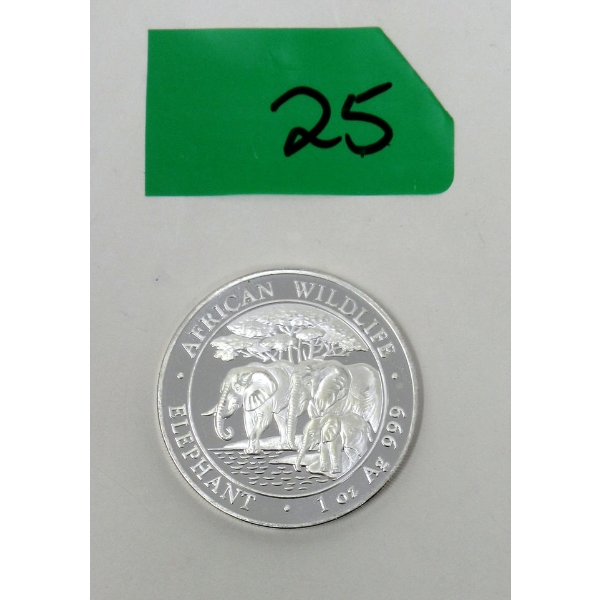 25
· AFRICAN WILDLIFE ·
ELEPHANT · 1 oz Ag 999